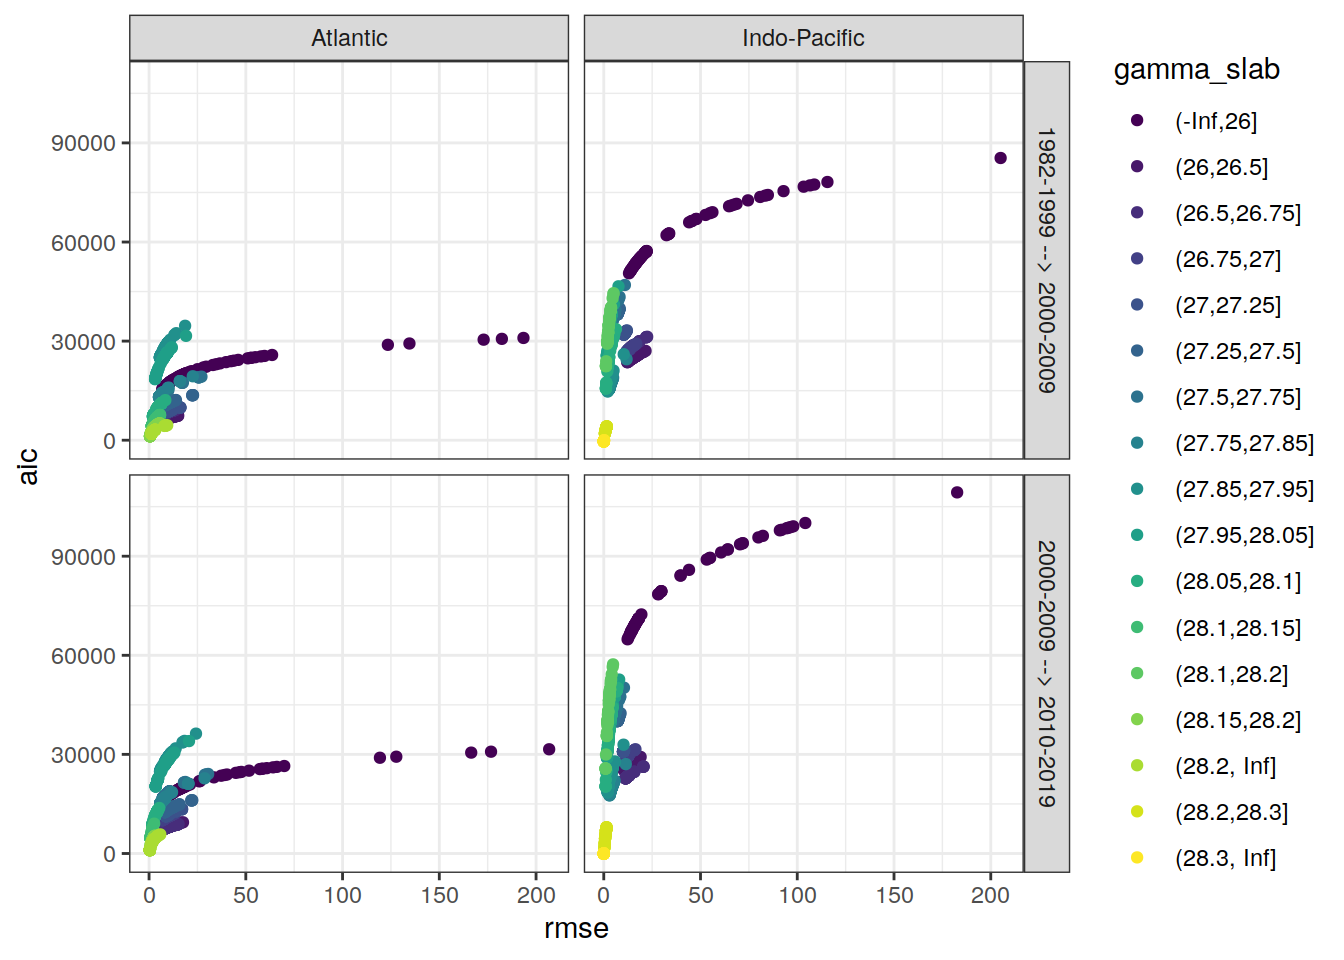 Atlantic
Indo-Pacific
gamma_slab
(-Inf,26]
(26,26.5]
(26.5,26.75]
(26.75,27]
(27,27.25]
(27.25,27.5]
(27.5,27.75]
(27.75,27.85]
(27.85,27.95]
(27.95,28.05]
(28.05,28.1]
(28.1,28.15]
(28.1,28.2]
(28.15,28.2]
(28.2, Inf]
(28.2,28.3]
(28.3, Inf]
1982-1999 --> 2000-2009
2000-2009 --> 2010-2019
aic
90000
60000
30000
0
90000
60000
30000
0
0 50 100 150 200
0 50 100 150 200
rmse